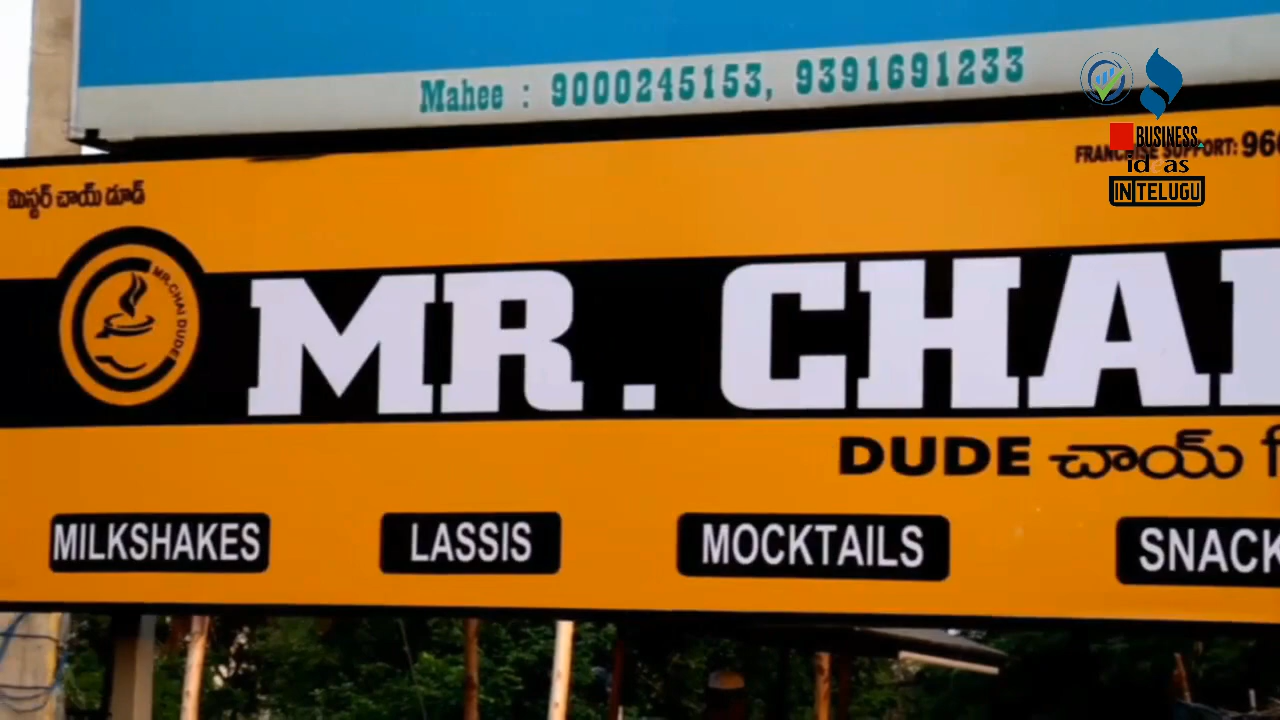 Mahee : 9000245153, 9391691233
BUSINESS
ideas
IN TELUGU
FRANCHISE SUPPORT: 96
మిస్టర్ చాయ్ డూడ్
MR.CHAI DUDE
MR. CHAI
DUDE చాయ్
MILKSHAKES
LASSIS
MOCKTAILS
SNACK